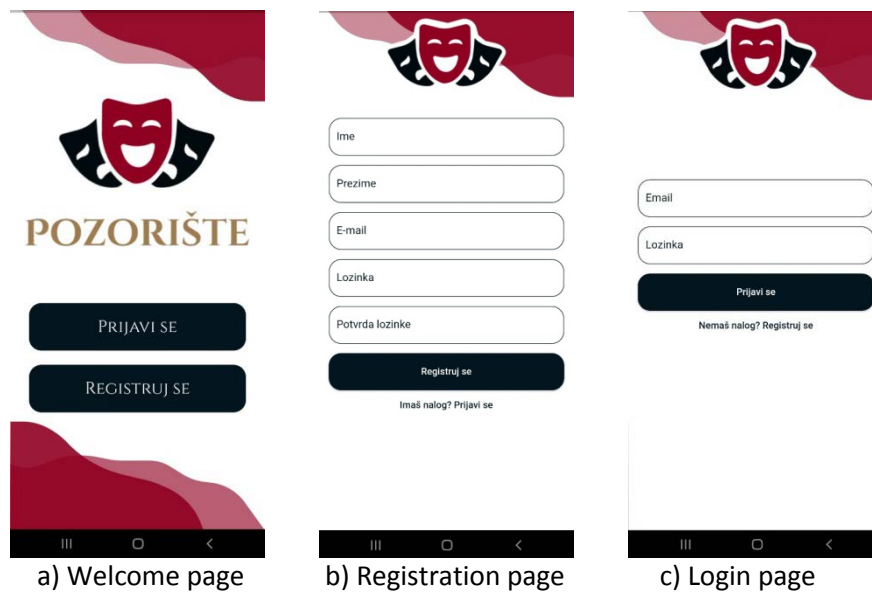 POZORIŠTE
PRIJAVI SE
REGISTRUJ SE
a) Welcome page
Ime
Prezime
E-mail
Lozinka
Potvrda lozinke
Registruj se
Imaš nalog? Prijavi se
b) Registration page
Email
Lozinka
Prijavi se
Nemaš nalog? Registruj se
c) Login page